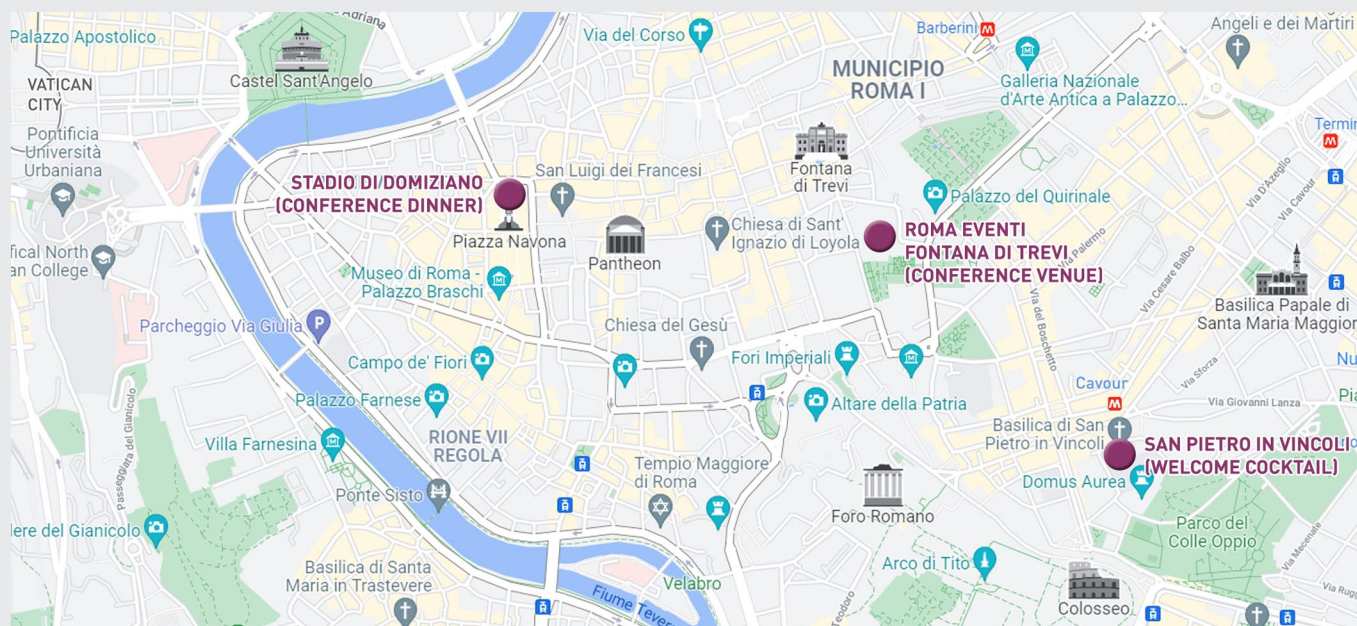 Adriana
Palazzo Apostolico
Castel Sant'Angelo
VATICAN
CITY
Pontificia
Università
Urbaniana
fical North
an College
Via del Corso
Barberini
MUNICIPIO
ROMA I
Galleria Nazionale
d'Arte Antica a Palazzo...
Angeli e dei Martiri
Termin
Fontana
di Trevi
San Luigi dei Francesi
STADIO DI DOMIZIANO
(CONFERENCE DINNER)
Piazza Navona
Pantheon
Chiesa di Sant'
Ignazio di Loyola
Palazzo del Quirinale
ROMA EVENTI
FONTANA DI TREVI
(CONFERENCE VENUE)
Via D'Azeglio
Via Cavour
Via Palermo
Via Cesare Balbo
Via del Boschetto
Basilica Papale di
Santa Maria Maggior
Museo di Roma -
Palazzo Braschi
Parcheggio Via Giulia
P
Chiesa del Gesù
Campo de' Fiori
Fori Imperiali
Palazzo Farnese
Altare della Patria
Cavour
Via Sforza
Via Giovanni Lanza
Nu
Pia
Passeggiata del Gianicolo
Villa Farnesina
RIONE VII
REGOLA
Basilica di San
Pietro in Vincoli
SAN PIETRO IN VINCOLI
(WELCOME COCKTAIL)
Domus Aurea
Tempio Maggiore
di Roma
Ponte Sisto
Foro Romano
Parco del
Colle Oppio
Via Mecenate
lere del Gianicolo
Basilica di Santa
Maria in Trastevere
Velabro
Fiume Tevere
Arco di Tito
Colosseo
Teodoro
Via Rugg